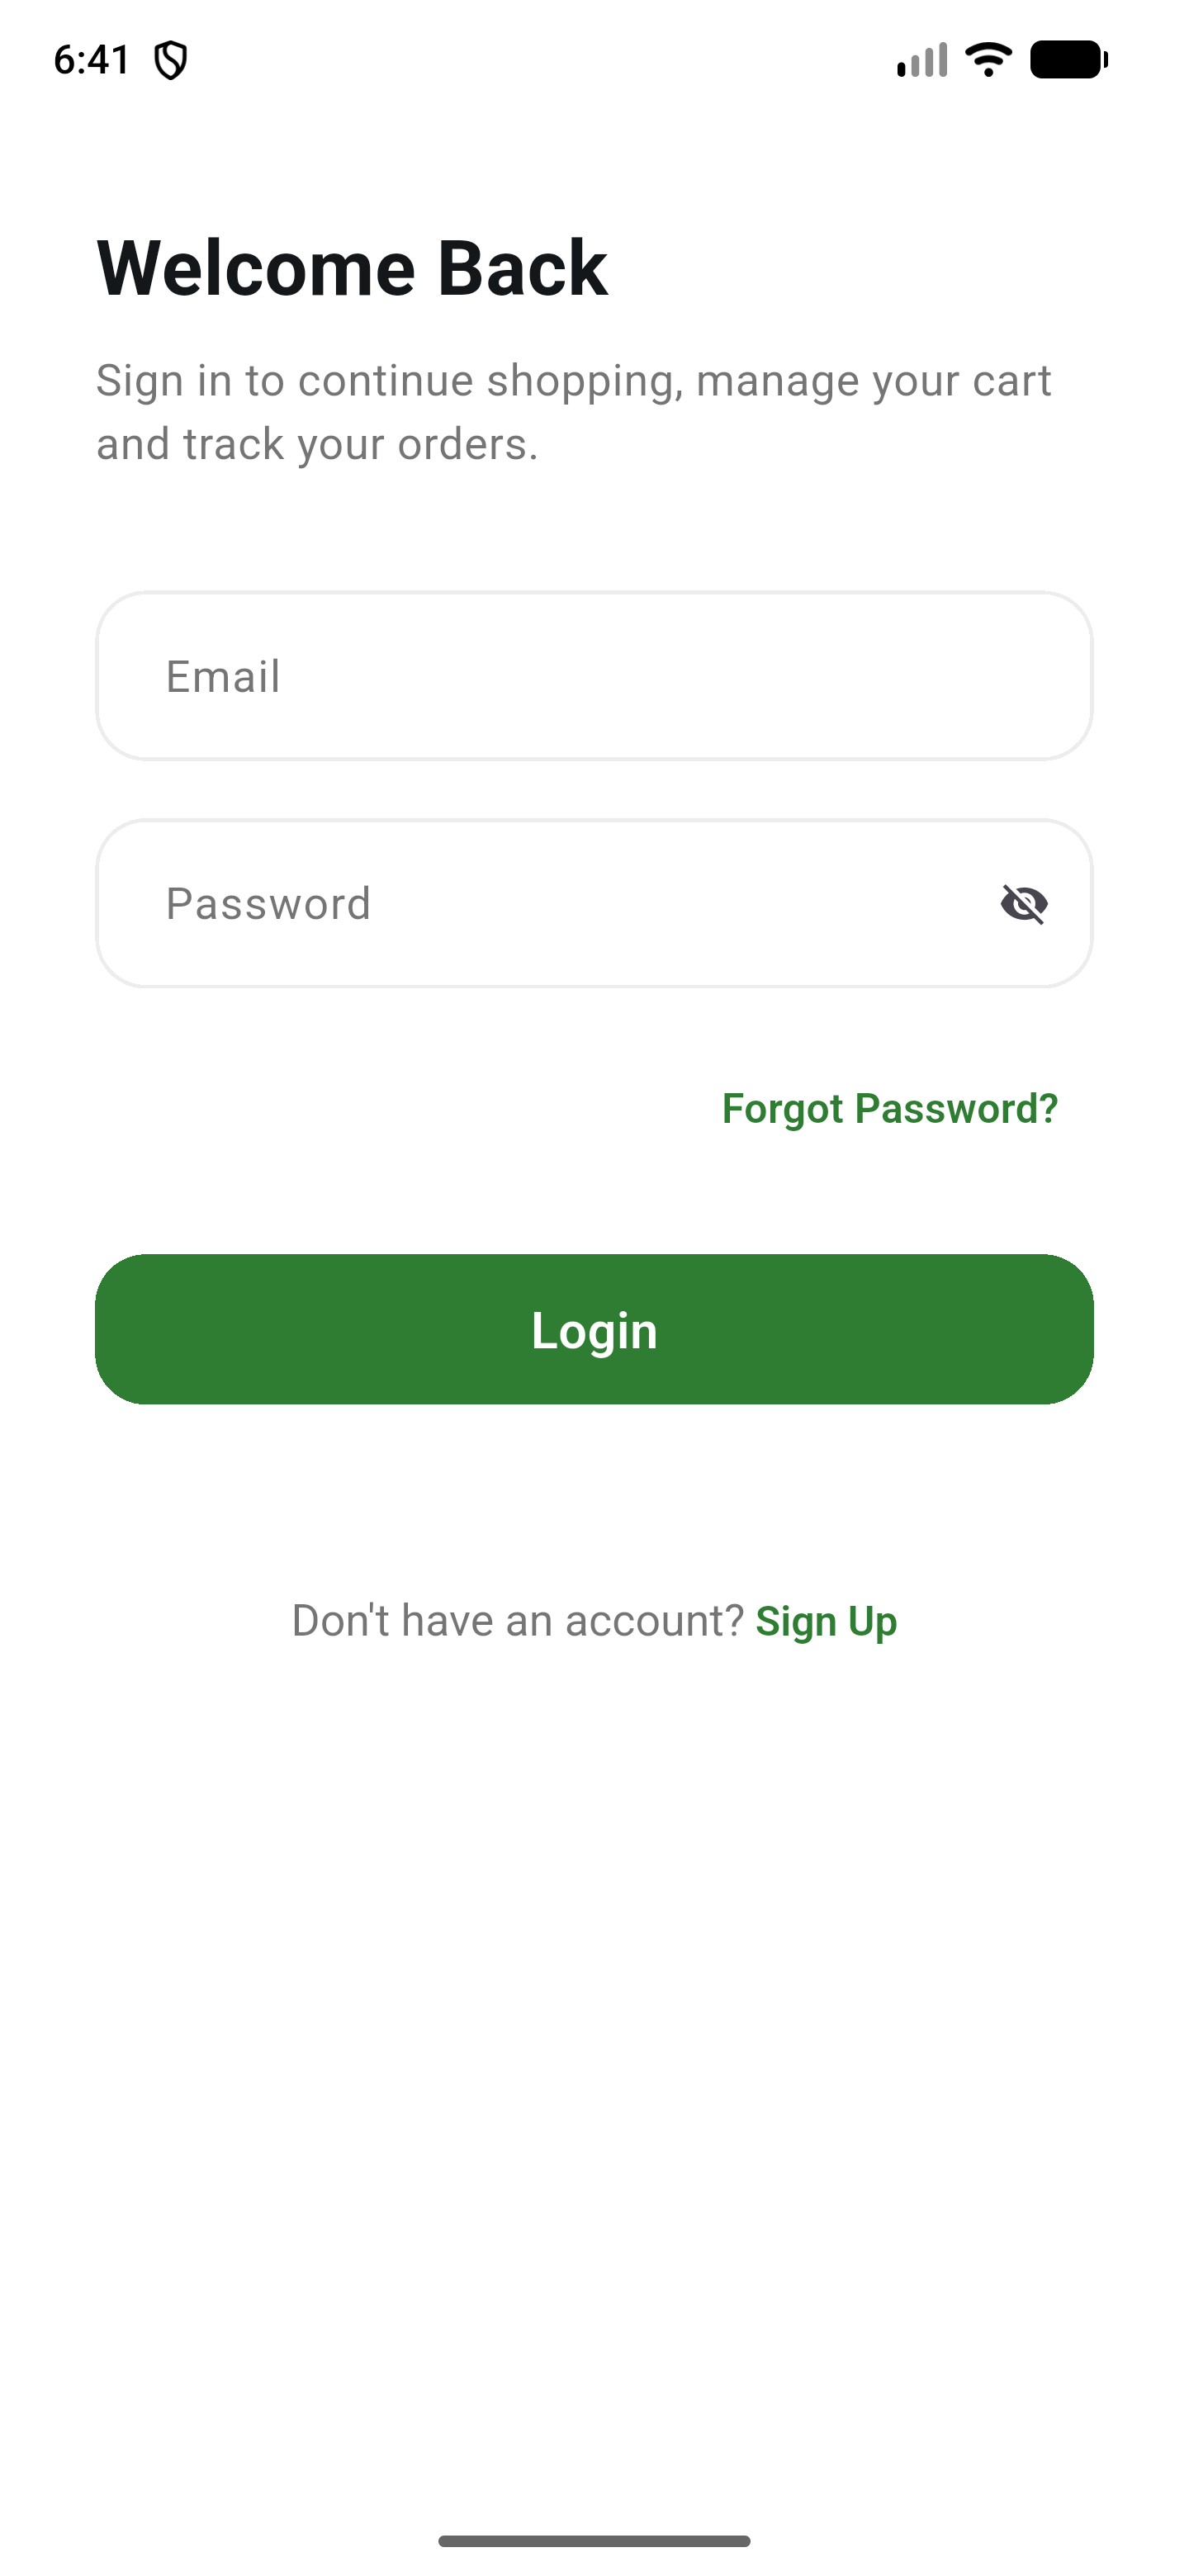 6:41
Welcome Back
Sign in to continue shopping, manage your cart
and track your orders.
Email
Password
Forgot Password?
Login
Don't have an account? Sign Up